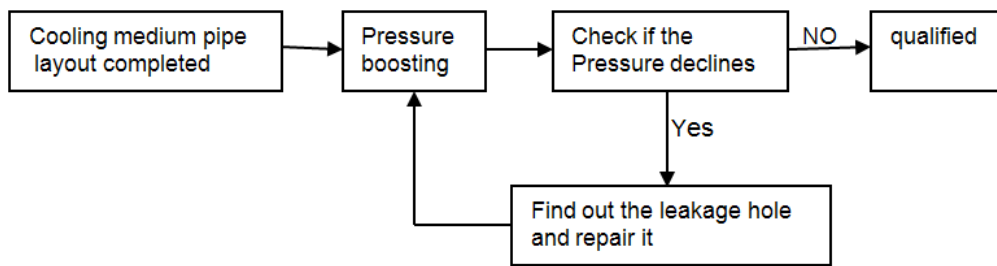 Cooling medium pipe
layout completed
Pressure
boosting
Check if the
Pressure declines
NO
qualified
Yes
Find out the leakage hole
and repair it